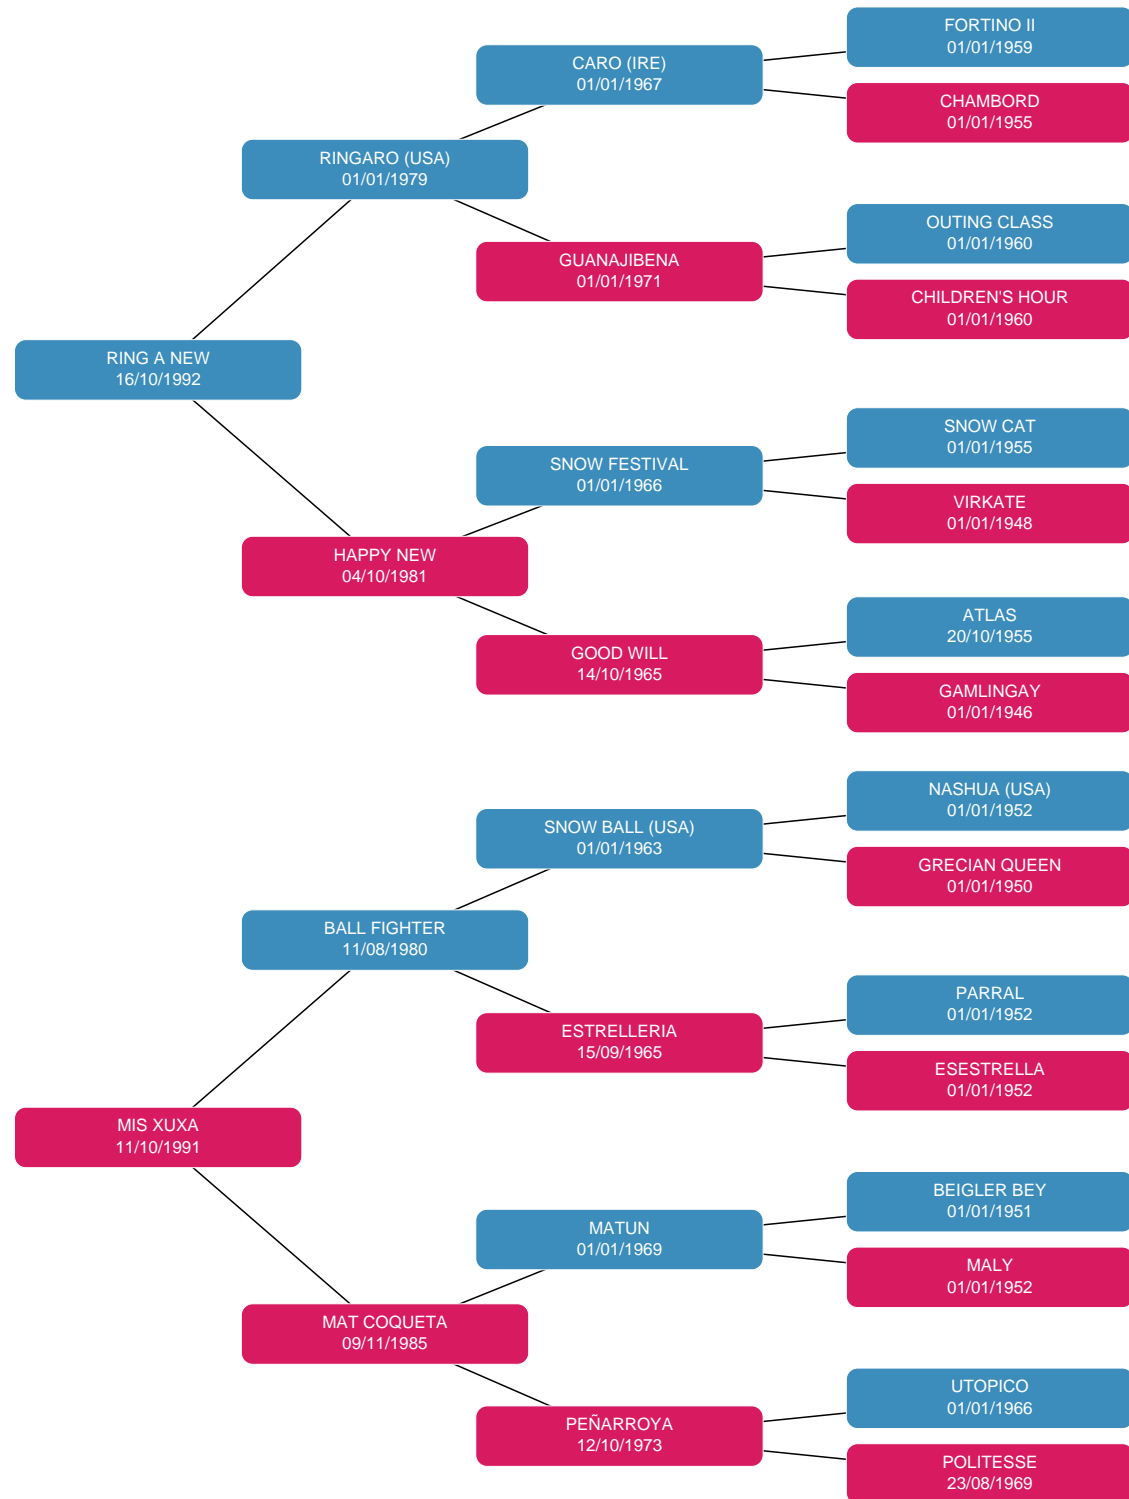 FORTINO II
01/01/1959
CARO (IRE)
01/01/1967
CHAMBORD
01/01/1955
RINGARO (USA)
01/01/1979
OUTING CLASS
01/01/1960
GUANAJIBENA
01/01/1971
CHILDREN'S HOUR
01/01/1960
RING A NEW
16/10/1992
SNOW CAT
01/01/1955
SNOW FESTIVAL
01/01/1966
VIRKATE
01/01/1948
HAPPY NEW
04/10/1981
ATLAS
20/10/1955
GOOD WILL
14/10/1965
GAMLINGAY
01/01/1946
NASHUA (USA)
01/01/1952
SNOW BALL (USA)
01/01/1963
GRECIAN QUEEN
01/01/1950
BALL FIGHTER
11/08/1980
PARRAL
01/01/1952
ESTRELLERIA
15/09/1965
ESESTRELLA
01/01/1952
MIS XUXA
11/10/1991
BEIGLER BEY
01/01/1951
MATUN
01/01/1969
MALY
01/01/1952
MAT COQUETA
09/11/1985
UTOPICO
01/01/1966
PEÑARROYA
12/10/1973
POLITESSE
23/08/1969